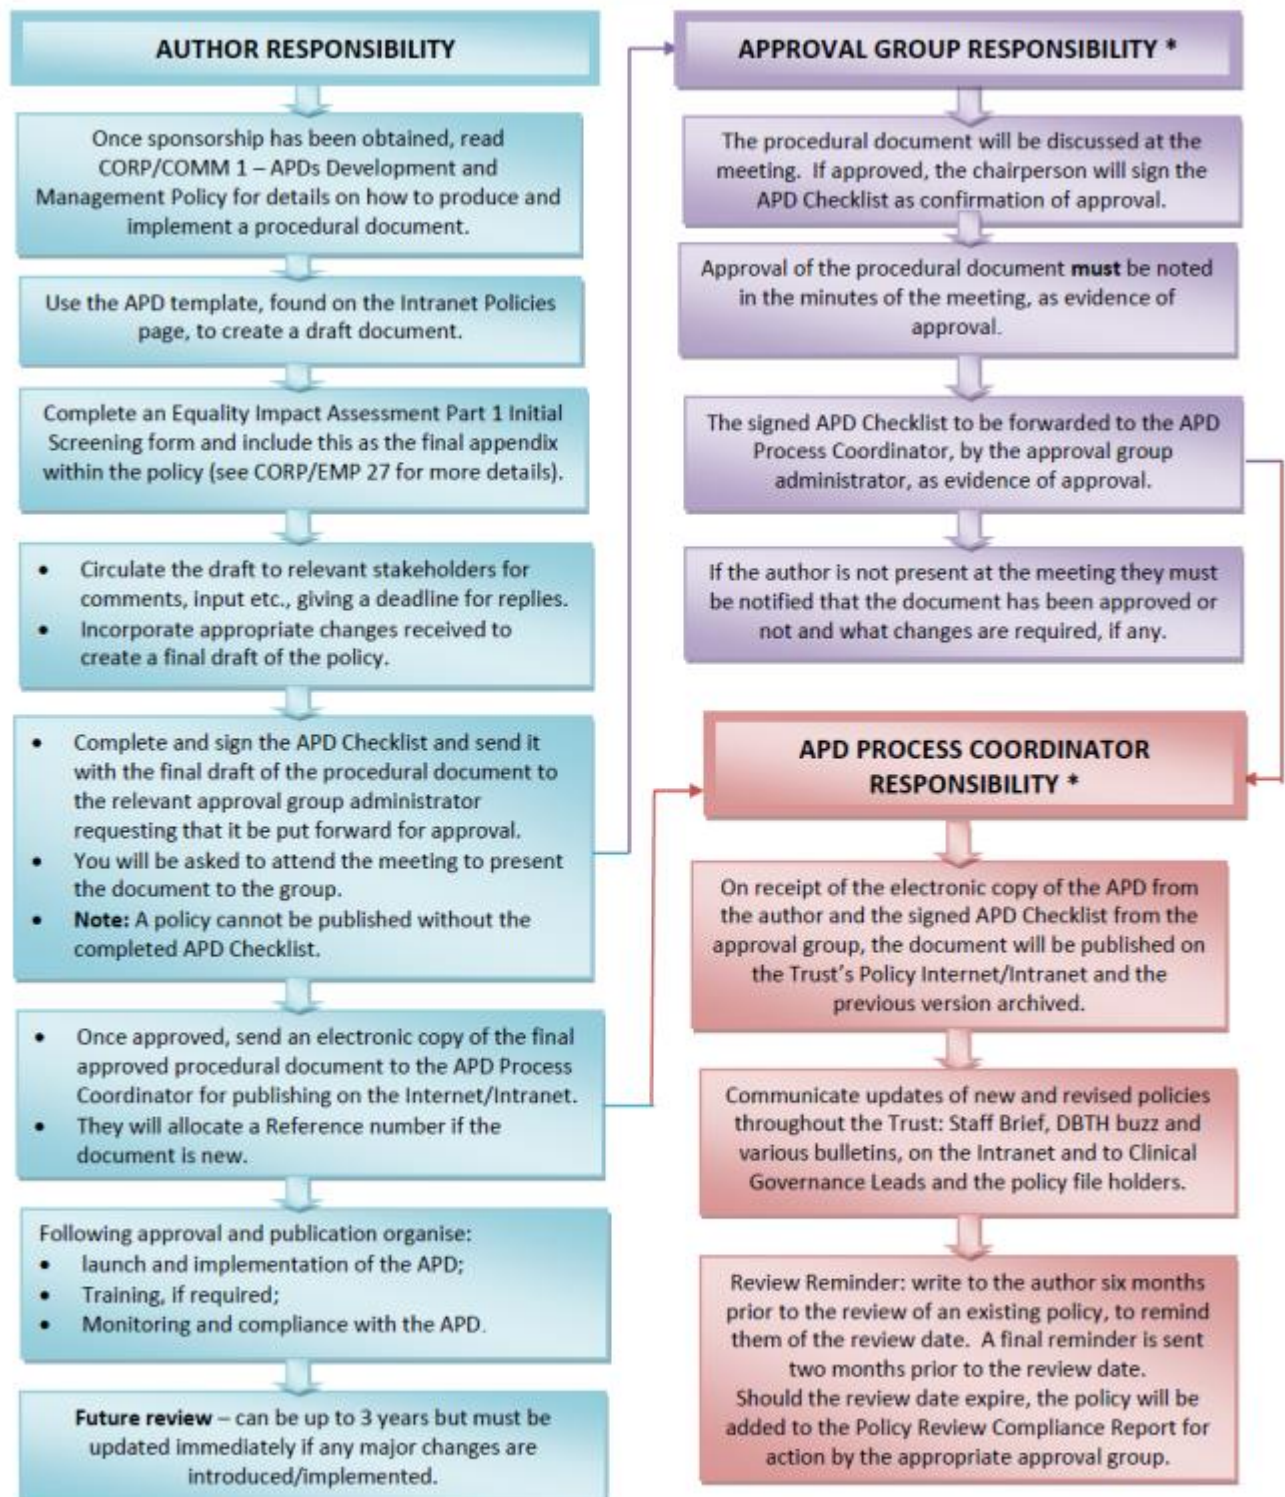 AUTHOR RESPONSIBILITY
Once sponsorship has been obtained, read
CORP/COMM 1 – APDs Development and
Management Policy for details on how to produce and
implement a procedural document.
Use the APD template, found on the Intranet Policies
page, to create a draft document.
Complete an Equality Impact Assessment Part 1 Initial
Screening form and include this as the final appendix
within the policy (see CORP/EMP 27 for more details).
• Circulate the draft to relevant stakeholders for
comments, input etc., giving a deadline for replies.
• Incorporate appropriate changes received to
create a final draft of the policy.
• Complete and sign the APD Checklist and send it
with the final draft of the procedural document to
the relevant approval group administrator
requesting that it be put forward for approval.
• You will be asked to attend the meeting to present
the document to the group.
• Note: A policy cannot be published without the
completed APD Checklist.
• Once approved, send an electronic copy of the final
approved procedural document to the APD Process
Coordinator for publishing on the Internet/Intranet.
• They will allocate a Reference number if the
document is new.
Following approval and publication organise:
• launch and implementation of the APD;
• Training, if required;
• Monitoring and compliance with the APD.
Future review – can be up to 3 years but must be
updated immediately if any major changes are
introduced/implemented.
APPROVAL GROUP RESPONSIBILITY *
The procedural document will be discussed at the
meeting. If approved, the chairperson will sign the
APD Checklist as confirmation of approval.
Approval of the procedural document must be noted
in the minutes of the meeting, as evidence of
approval.
The signed APD Checklist to be forwarded to the APD
Process Coordinator, by the approval group
administrator, as evidence of approval.
If the author is not present at the meeting they must
be notified that the document has been approved or
not and what changes are required, if any.
APD PROCESS COORDINATOR
RESPONSIBILITY *
On receipt of the electronic copy of the APD from
the author and the signed APD Checklist from the
approval group, the document will be published on
the Trust's Policy Internet/Intranet and the
previous version archived.
Communicate updates of new and revised policies
throughout the Trust: Staff Brief, DBTH buzz and
various bulletins, on the Intranet and to Clinical
Governance Leads and the policy file holders.
Review Reminder: write to the author six months
prior to the review of an existing policy, to remind
them of the review date. A final reminder is sent
two months prior to the review date.
Should the review date expire, the policy will be
added to the Policy Review Compliance Report for
action by the appropriate approval group.